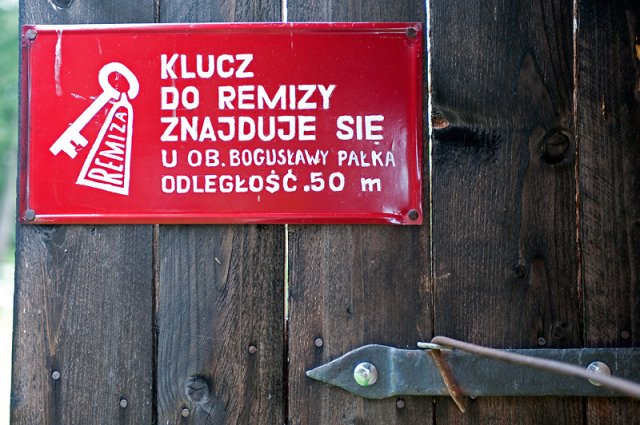 REMIZA
KLUCZ
DO REMIZY
ZNAJDUJE SIĘ
U OB. BOGUSŁAWY PAŁKA
ODLEGŁOŚĆ. 50 m